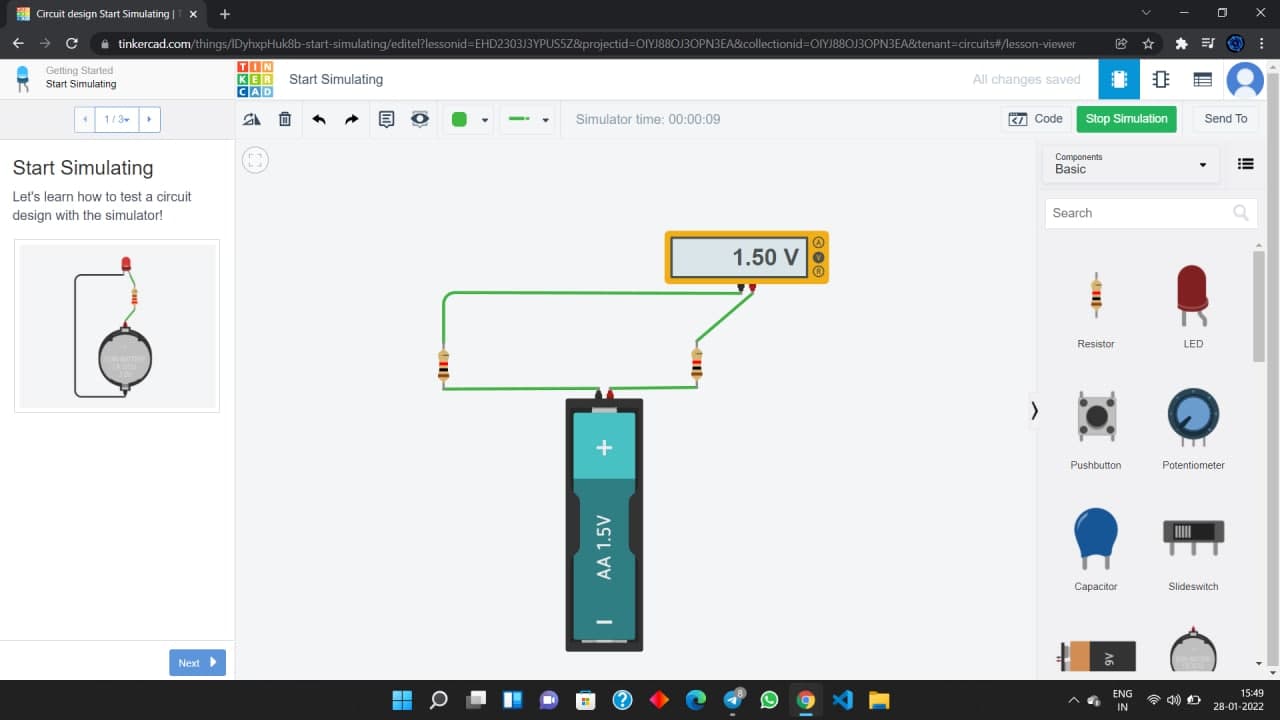 Circuit design Start Simulating | T
tinkercad.com/things/lDyhxpHuk8b-start-simulating/editel?lessonid=EHD2303J3YPUS5Z&projectid=OIYJ88OJ3OPN3EA&collectionid=OIYJ88OJ3OPN3EA&tenant=circuits#/lesson-viewer
Getting Started
Start Simulating
TIN
KER
CAD
Start Simulating
All changes saved
1 / 3
Simulator time: 00:00:09
Code
Stop Simulation
Send To
Start Simulating
Let's learn how to test a circuit
design with the simulator!
Next
1.50 V
A
V
R
+
AA 1.5V
Components
Basic
Search
Resistor
LED
Pushbutton
Potentiometer
Capacitor
Slideswitch
9V
8
ENG
IN
15:49
28-01-2022